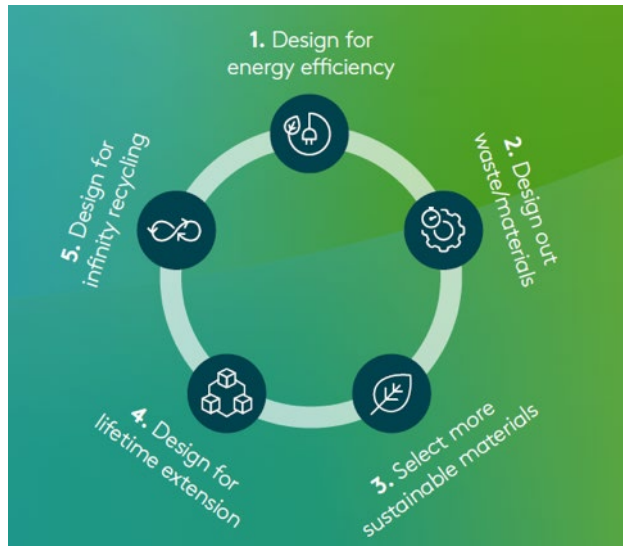 1. Design for
energy efficiency
2. Design out
waste/materials
3. Select more
sustainable materials
4. Design for
lifetime extension
5. Design for
infinity recycling